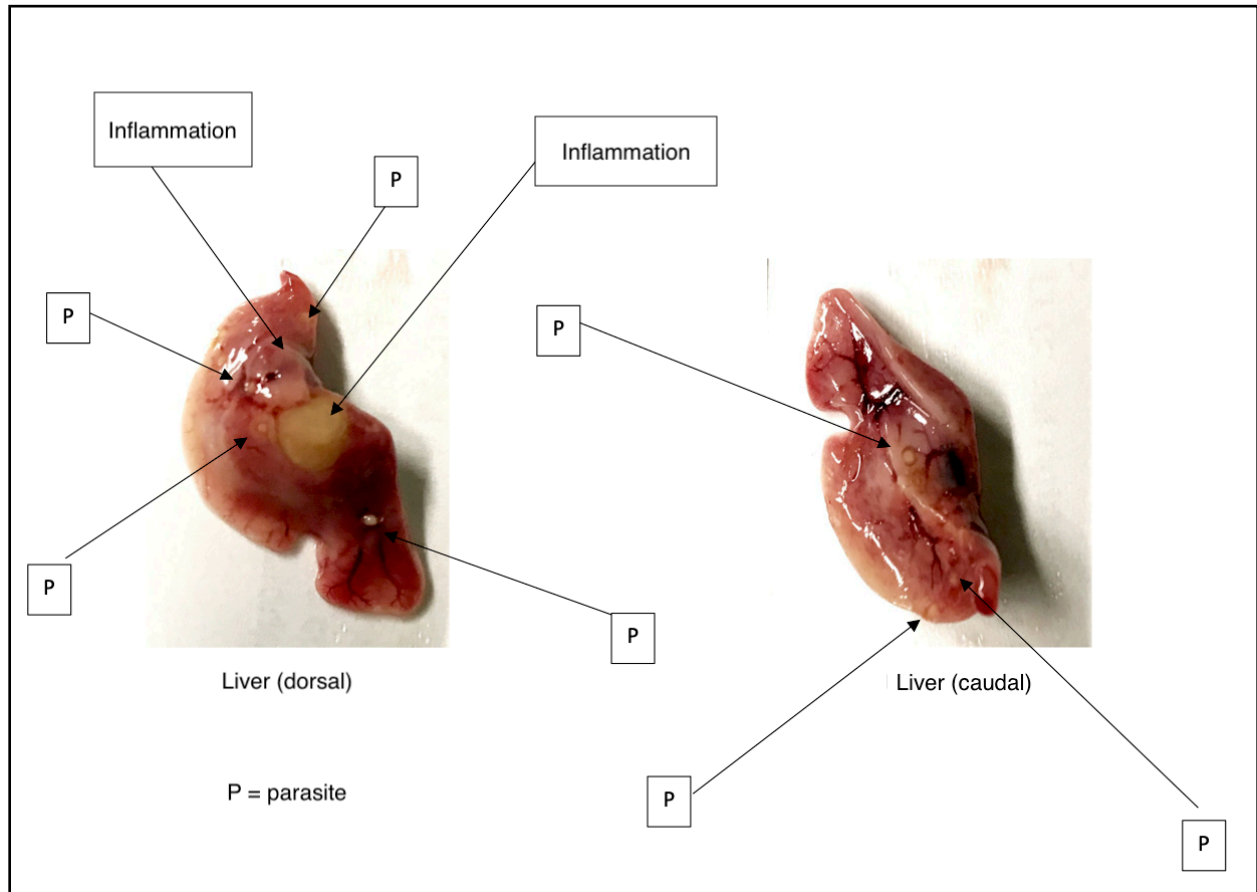 Inflammation
Inflammation
P
P
P
P
P
P
P
Liver (dorsal)
Liver (caudal)
P = parasite